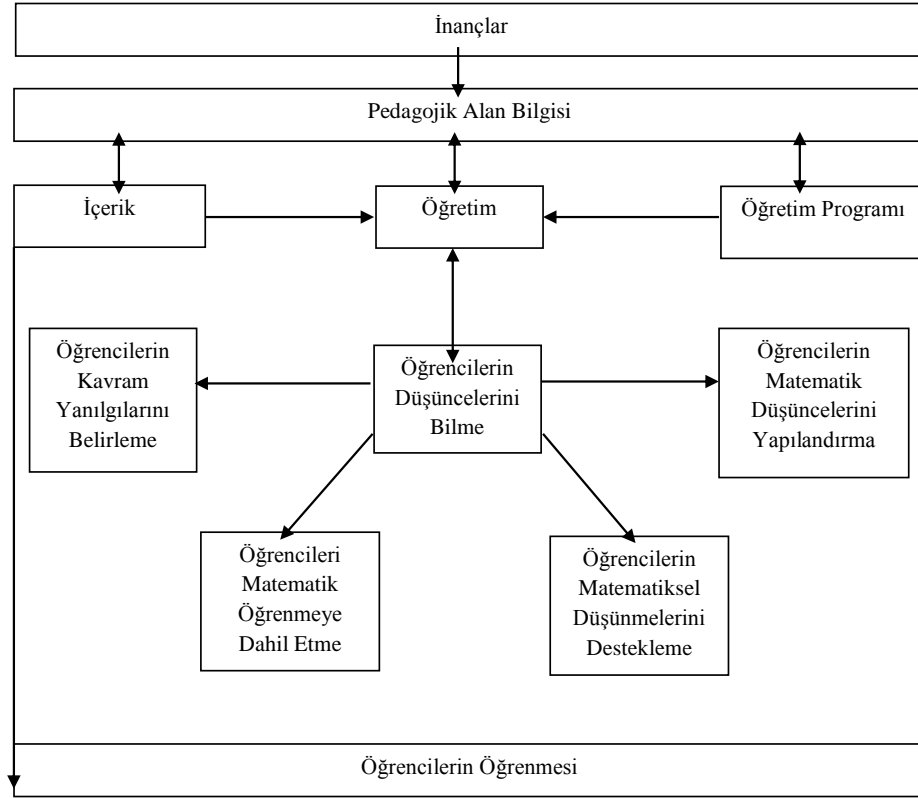 İnançlar
Pedagojik Alan Bilgisi
İçerik
Öğretim
Öğretim Programı
Öğrencilerin
Kavram
Yanılgılarını
Belirleme
Öğrencilerin
Düşüncelerini
Bilme
Öğrencilerin
Matematik
Düşüncelerini
Yapılandırma
Öğrencileri
Matematik
Öğrenmeye
Dahil Etme
Öğrencilerin
Matematiksel
Düşünmelerini
Destekleme
Öğrencilerin Öğrenmesi